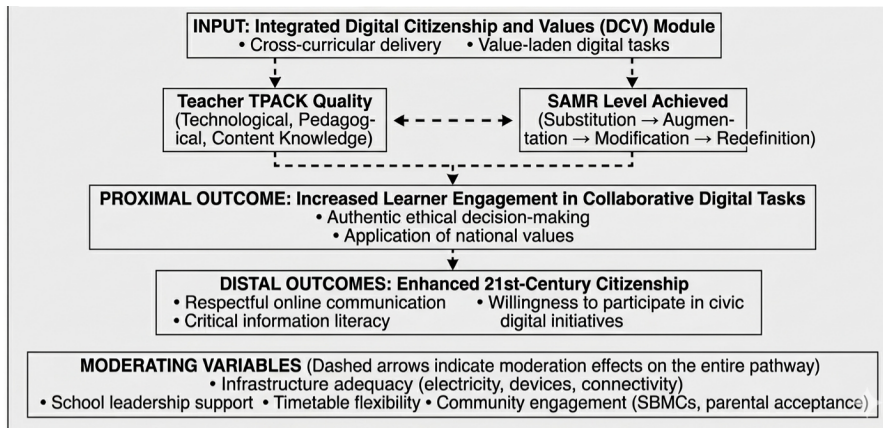 INPUT: Integrated Digital Citizenship and Values (DCV) Module
• Cross-curricular delivery • Value-laden digital tasks
Teacher TPACK Quality
(Technological, Pedagog-
ical, Content Knowledge)
SAMR Level Achieved
(Substitution → Augmen-
tation → Modification → Redefinition)
PROXIMAL OUTCOME: Increased Learner Engagement in Collaborative Digital Tasks
• Authentic ethical decision-making
• Application of national values
DISTAL OUTCOMES: Enhanced 21st-Century Citizenship
• Respectful online communication
• Critical information literacy
• Willingness to participate in civic
digital initiatives
MODERATING VARIABLES (Dashed arrows indicate moderation effects on the entire pathway)
• Infrastructure adequacy (electricity, devices, connectivity)
• School leadership support • Timetable flexibility • Community engagement (SBMCs, parental acceptance)